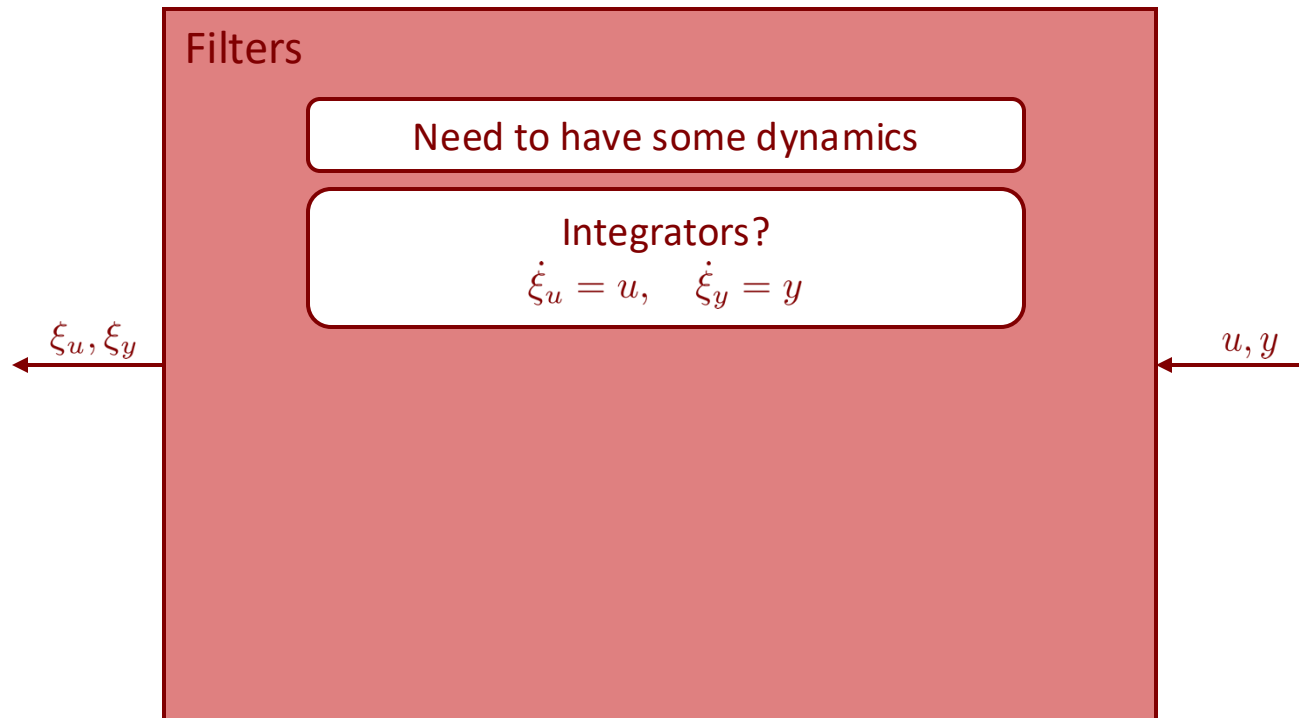 Filters
Need to have some dynamics
Integrators?
ξ̇_u = u,  ξ̇_y = y
ξ_u, ξ_y
u, y